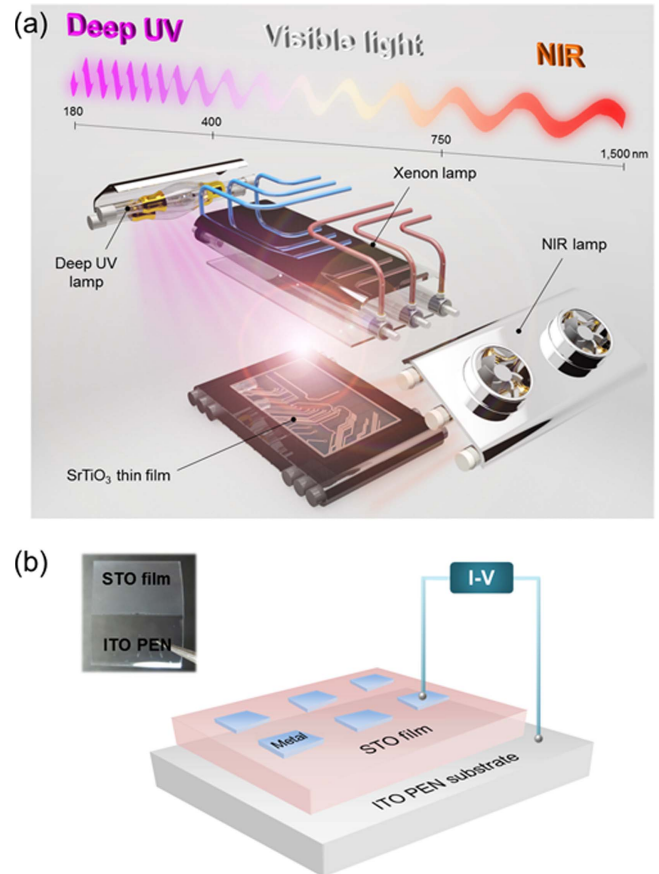 (a)
Deep UV
Visible light
NIR
180
400
750
1,500 nm
Xenon lamp
Deep UV
lamp
NIR lamp
SrTiO₃ thin film
(b)
STO film
ITO PEN
I-V
Metal
STO film
ITO PEN substrate